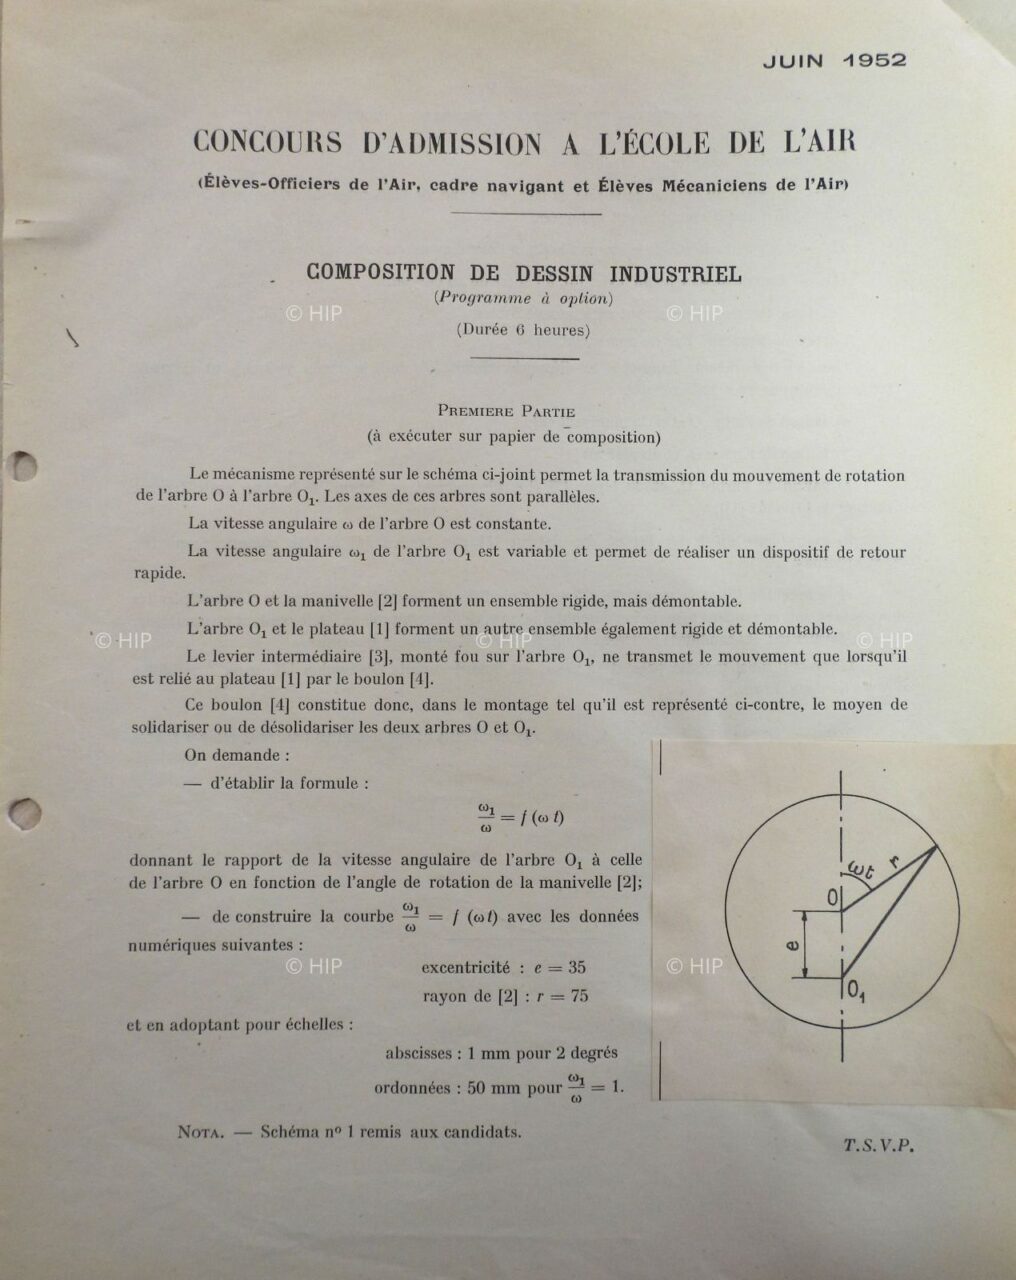 JUIN 1952
CONCOURS D'ADMISSION A L'ÉCOLE DE L'AIR
(Élèves-Officiers de l'Air, cadre navigant et Élèves Mécaniciens de l'Air)
COMPOSITION DE DESSIN INDUSTRIEL
(Programme à option)
© HIP © HIP
(Durée 6 heures)
PREMIERE PARTIE
(à exécuter sur papier de composition)
Le mécanisme représenté sur le schéma ci-joint permet la transmission du mouvement de rotation
de l'arbre O à l'arbre O₁. Les axes de ces arbres sont parallèles.
La vitesse angulaire ω de l'arbre O est constante.
La vitesse angulaire ω₁ de l'arbre O₁ est variable et permet de réaliser un dispositif de retour
rapide.
L'arbre O et la manivelle [2] forment un ensemble rigide, mais démontable.
L'arbre O₁ et le plateau [1] forment un autre ensemble également rigide et démontable.
© HIP © HIP © HIP
Le levier intermédiaire [3], monté fou sur l'arbre O₁, ne transmet le mouvement que lorsqu'il
est relié au plateau [1] par le boulon [4].
Ce boulon [4] constitue donc, dans le montage tel qu'il est représenté ci-contre, le moyen de
solidariser ou de désolidariser les deux arbres O et O₁.
On demande :
— d'établir la formule :
ω₁/ω = f (ω t)
donnant le rapport de la vitesse angulaire de l'arbre O₁ à celle
de l'arbre O en fonction de l'angle de rotation de la manivelle [2];
— de construire la courbe ω₁/ω = f (ω t) avec les données
numériques suivantes :
© HIP © HIP
excentricité : e = 35
rayon de [2] : r = 75
et en adoptant pour échelles :
abscisses : 1 mm pour 2 degrés
ordonnées : 50 mm pour ω₁/ω = 1.
ωt
r
O
e
O₁
NOTA. — Schéma nº 1 remis aux candidats.
T.S.V.P.